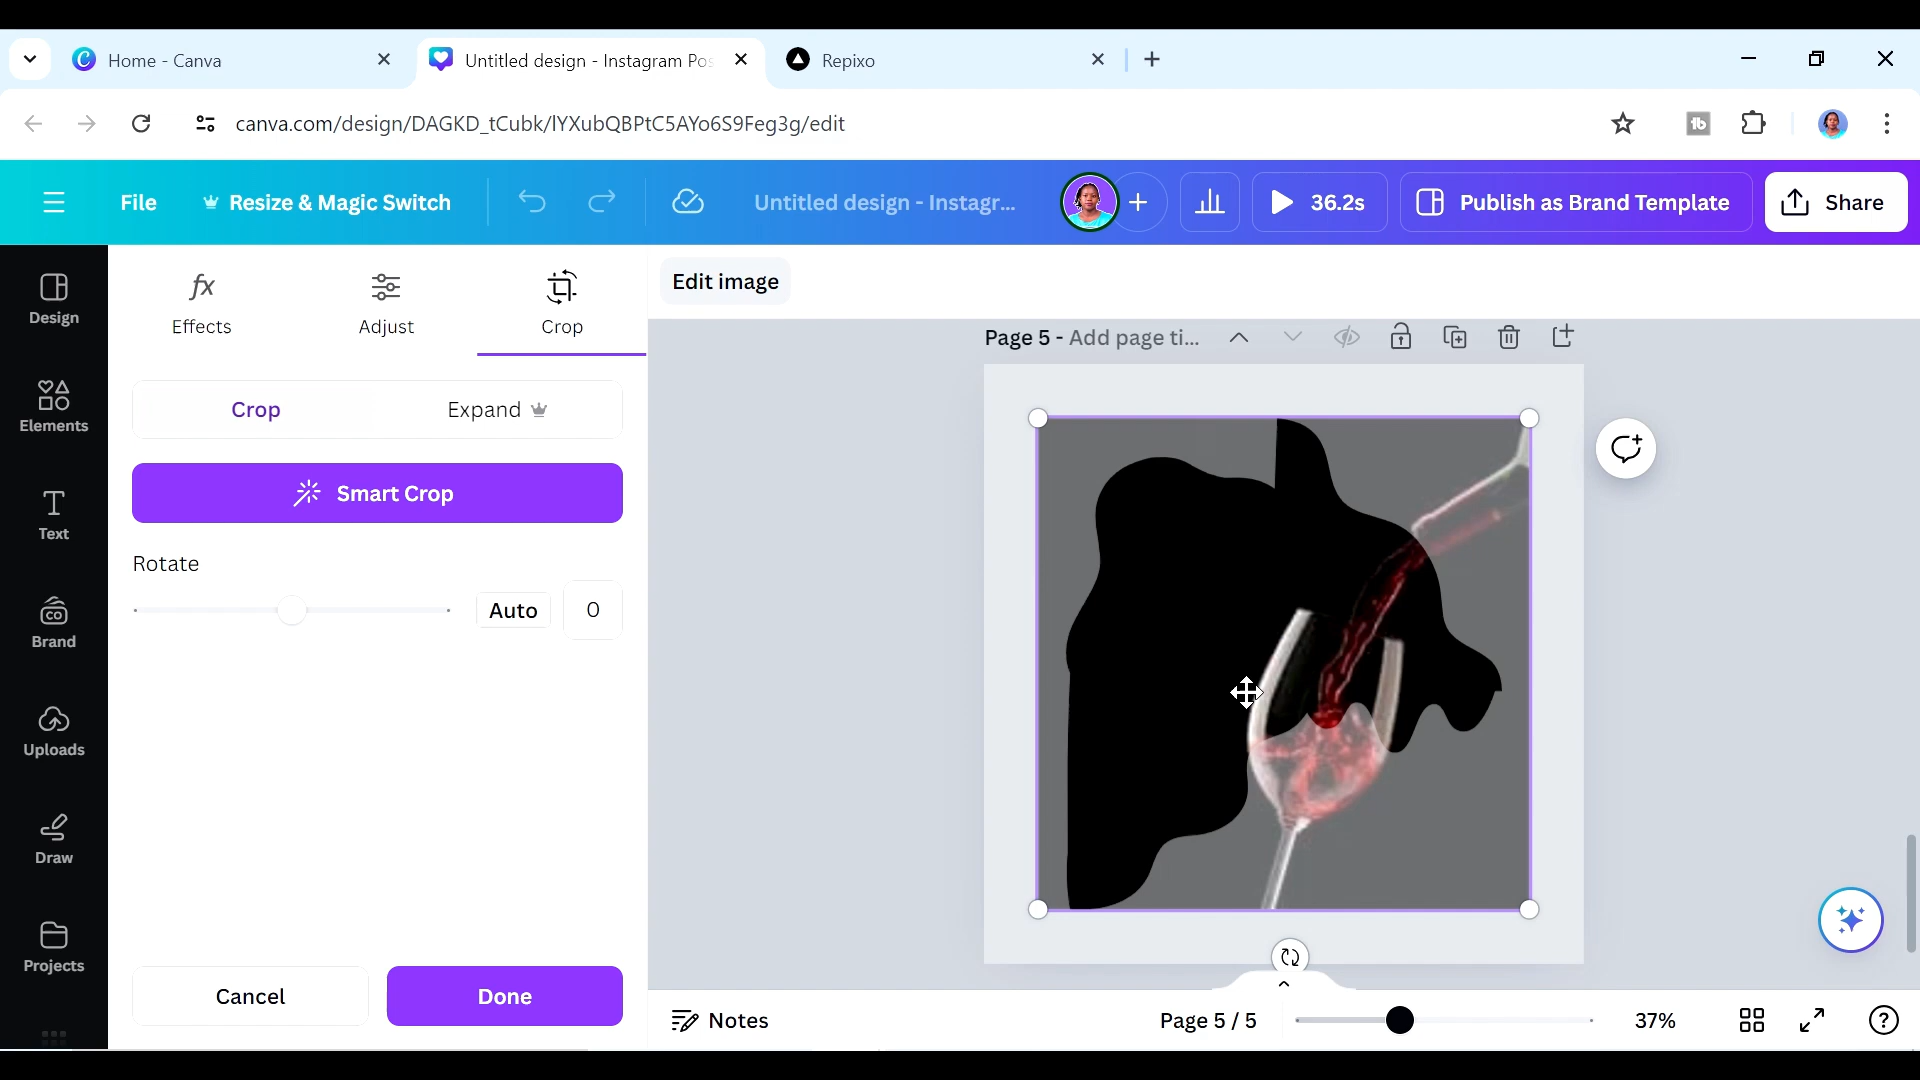 Home - Canva
Untitled design - Instagram Pos
Repixo
canva.com/design/DAGKD_tCubk/lYXubQBPtC5AYo6S9Feg3g/edit
File
Resize & Magic Switch
Untitled design - Instagr...
36.2s
Publish as Brand Template
Share
Design
Elements
Text
Brand
Uploads
Draw
Projects
fx
Effects
Adjust
Crop
Crop
Expand
Smart Crop
Rotate
Auto
0
Cancel
Done
Edit image
Page 5 - Add page ti...
Notes
Page 5 / 5
37%